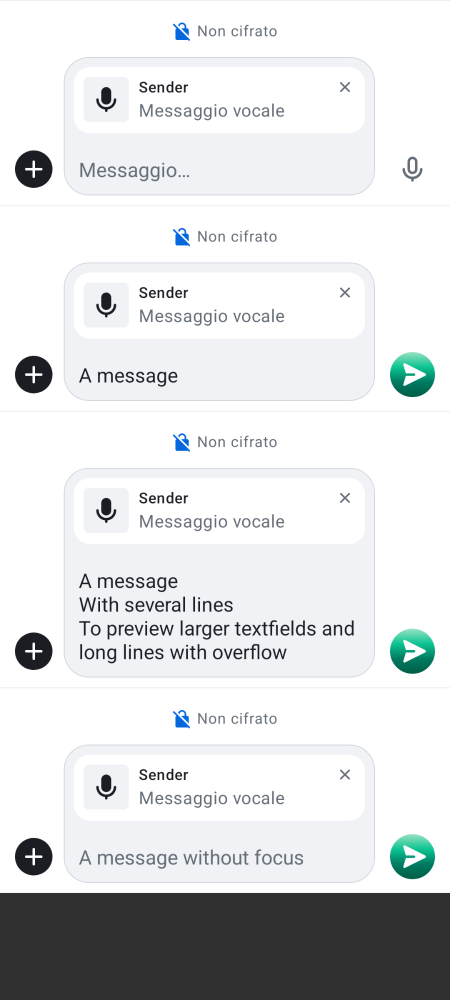 Non cifrato
Sender
Messaggio vocale
Messaggio…
Non cifrato
Sender
Messaggio vocale
A message
Non cifrato
Sender
Messaggio vocale
A message
With several lines
To preview larger textfields and
long lines with overflow
Non cifrato
Sender
Messaggio vocale
A message without focus